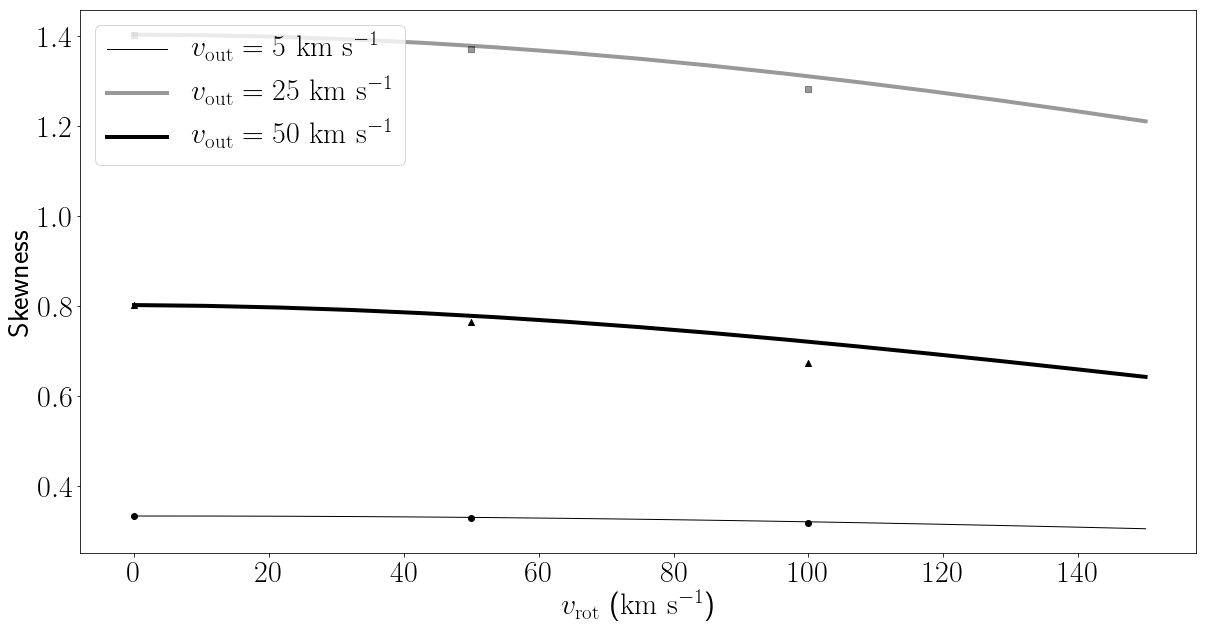 1.4
1.2
1.0
0.8
0.6
0.4
Skewness
v_out = 5 km s⁻¹
v_out = 25 km s⁻¹
v_out = 50 km s⁻¹
0 20 40 60 80 100 120 140
v_rot (km s⁻¹)